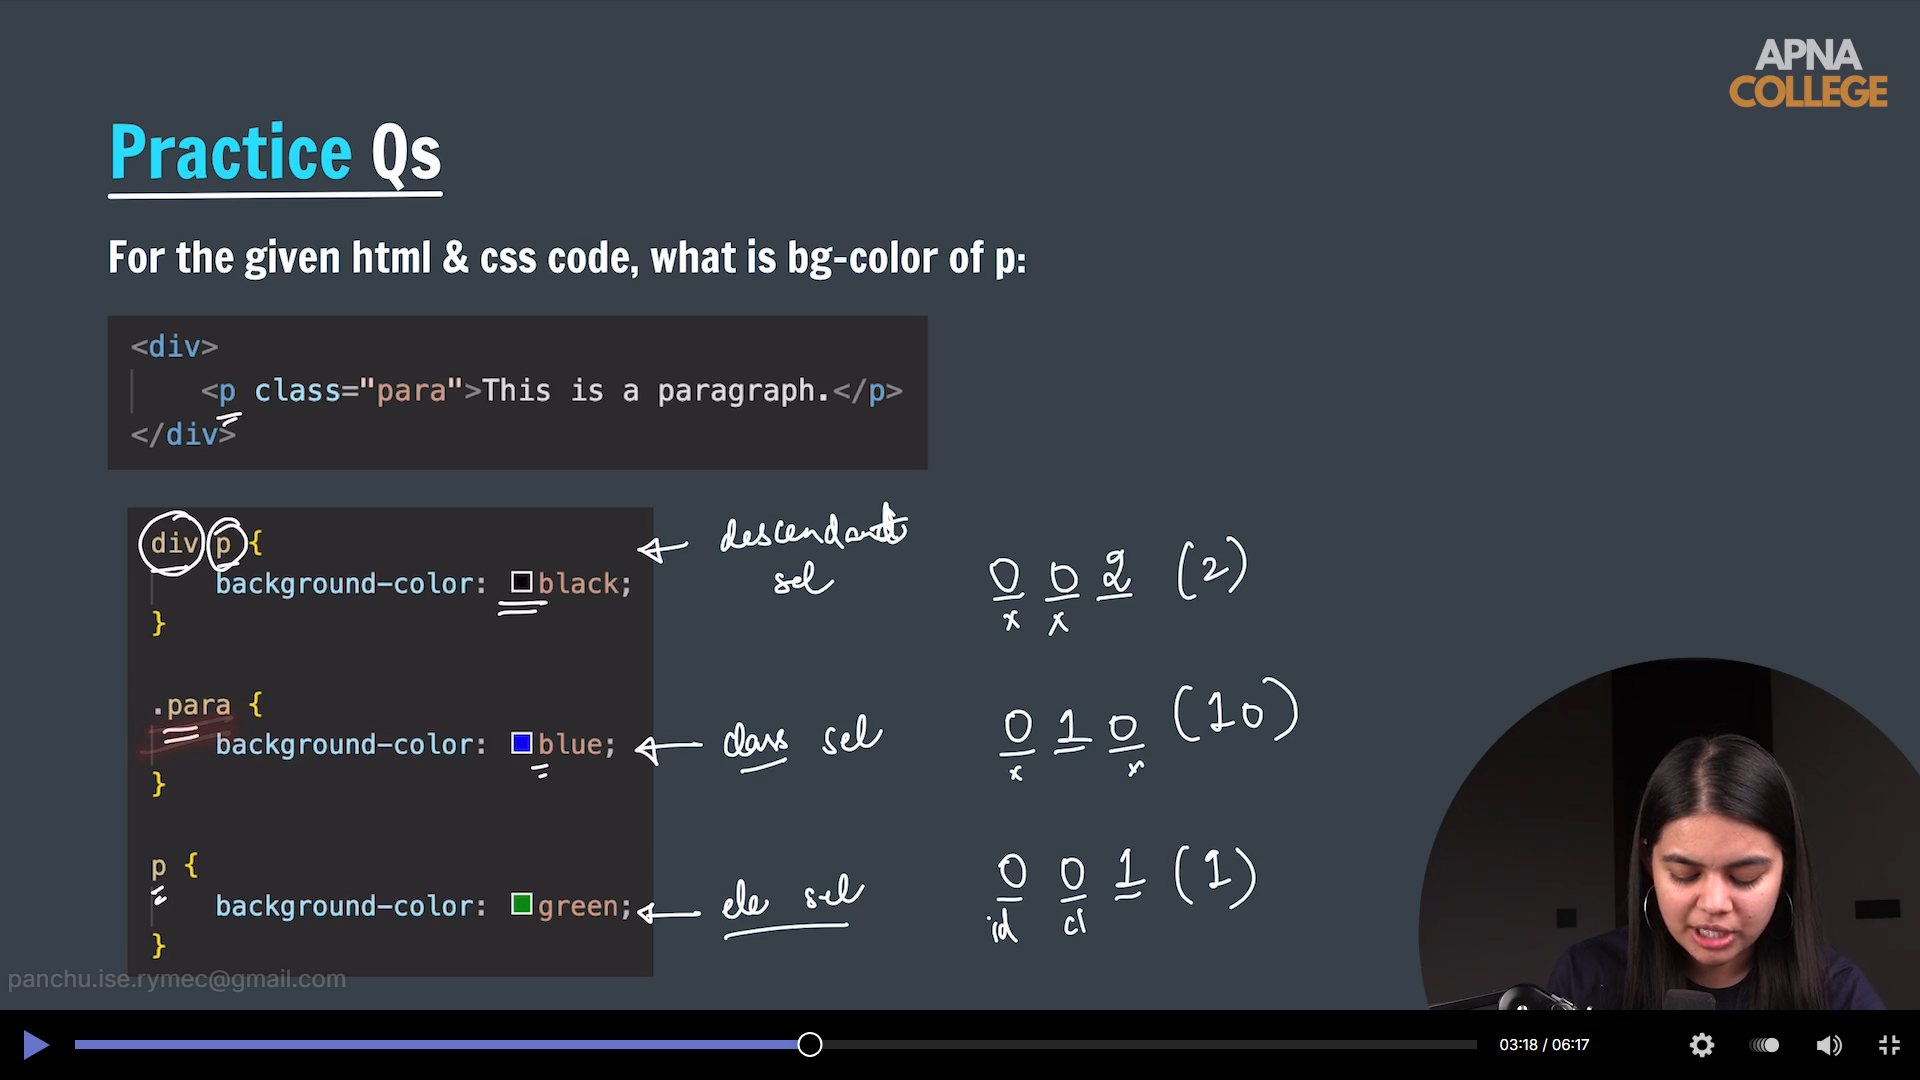 APNA
COLLEGE
Practice Qs
For the given html & css code, what is bg-color of p:
<div>
<p class="para">This is a paragraph.</p>
</div>
div p {
background-color: black;
}
descendant
sel
0 0 2 (2)
x x
.para {
background-color: blue;
}
class sel
0 1 0 (10)
x x
p {
background-color: green;
}
ele sel
0 0 1 (1)
id cl
panchu.ise.rymec@gmail.com
03:18 / 06:17